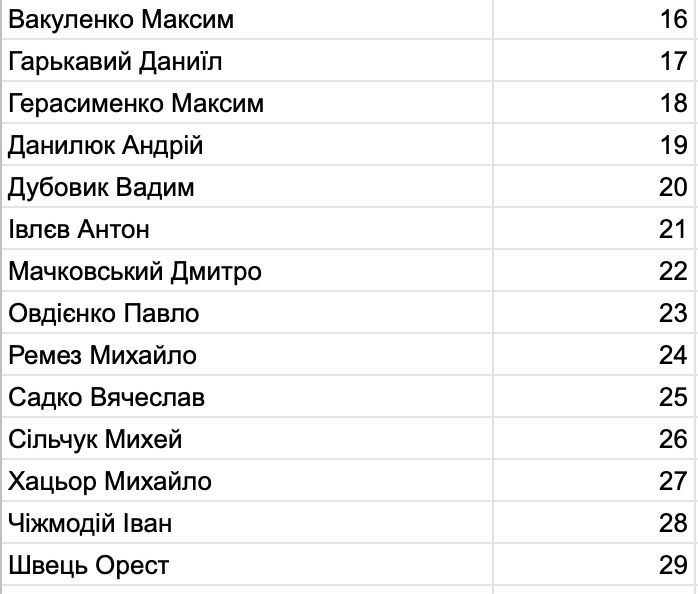 Вакуленко Максим 16
Гарькавий Даниїл 17
Герасименко Максим 18
Данилюк Андрій 19
Дубовик Вадим 20
Івлєв Антон 21
Мачковський Дмитро 22
Овдієнко Павло 23
Ремез Михайло 24
Садко Вячеслав 25
Сільчук Михей 26
Хацьор Михайло 27
Чіжмодій Іван 28
Швець Орест 29